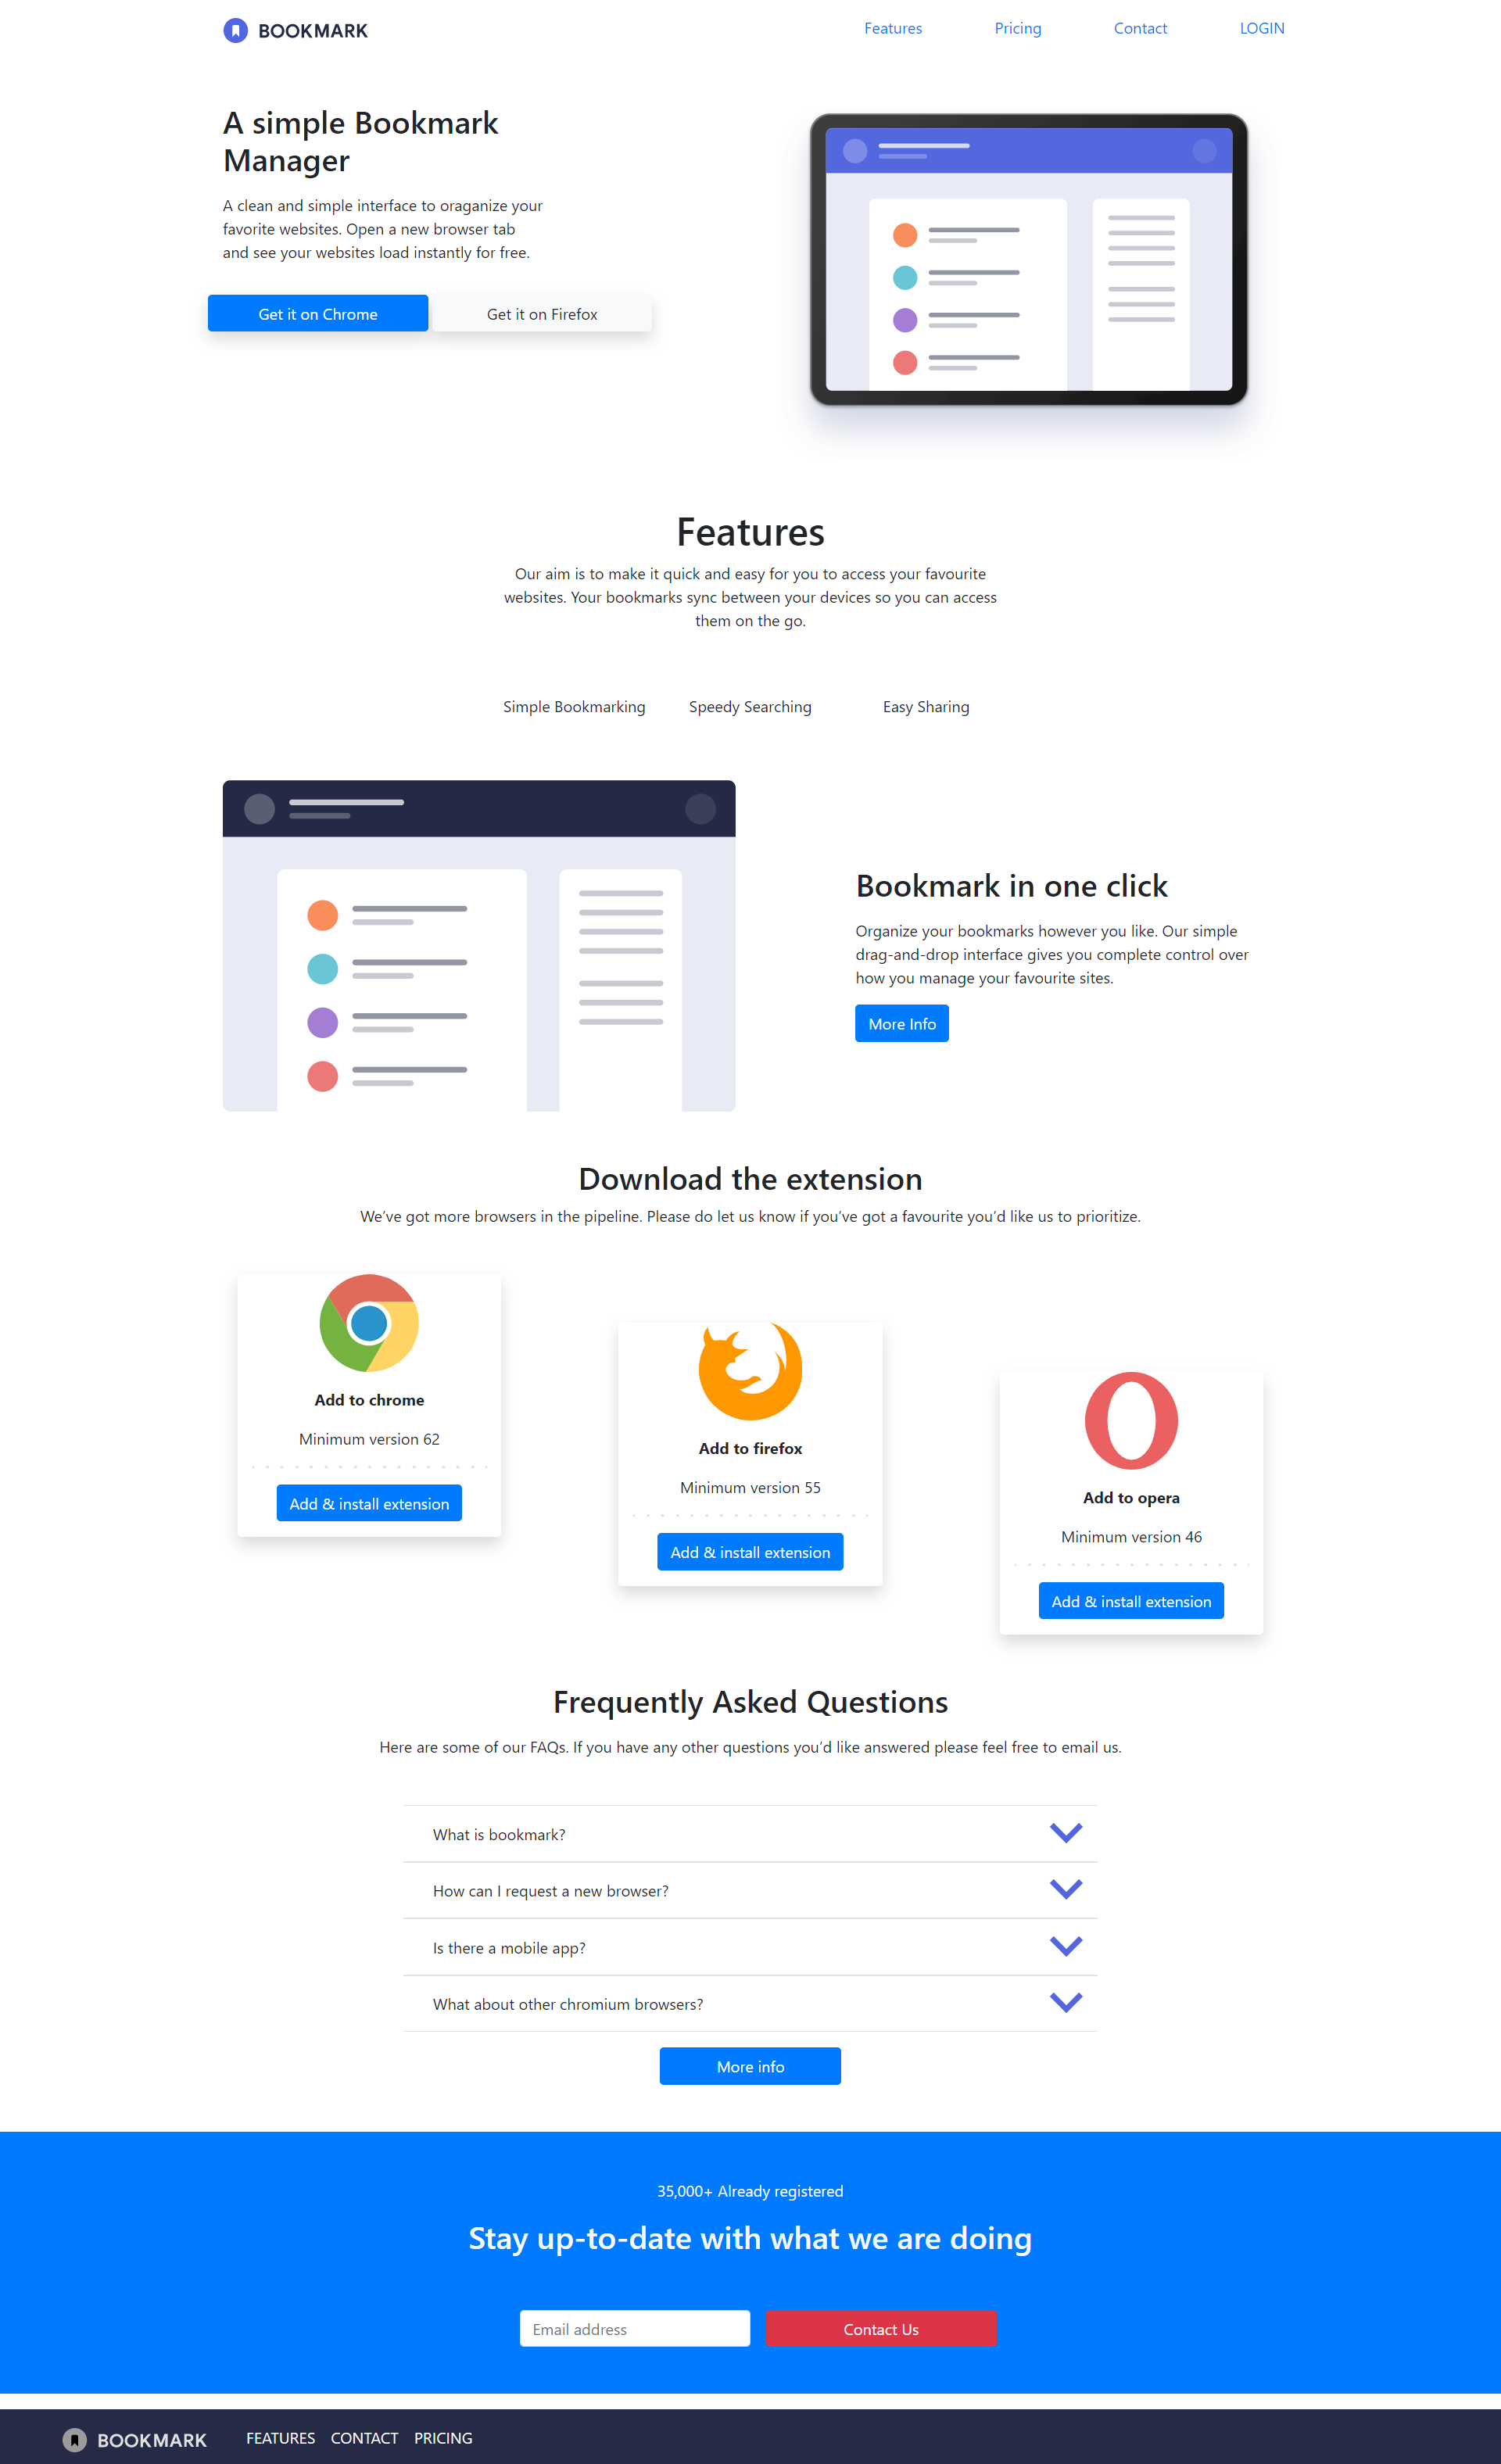 BOOKMARK
Features Pricing Contact LOGIN
A simple Bookmark
Manager
A clean and simple interface to oraganize your
favorite websites. Open a new browser tab
and see your websites load instantly for free.
Get it on Chrome Get it on Firefox
Features
Our aim is to make it quick and easy for you to access your favourite
websites. Your bookmarks sync between your devices so you can access
them on the go.
Simple Bookmarking Speedy Searching Easy Sharing
Bookmark in one click
Organize your bookmarks however you like. Our simple
drag-and-drop interface gives you complete control over
how you manage your favourite sites.
More Info
Download the extension
We’ve got more browsers in the pipeline. Please do let us know if you’ve got a favourite you’d like us to prioritize.
Add to chrome
Minimum version 62
Add & install extension
Add to firefox
Minimum version 55
Add & install extension
Add to opera
Minimum version 46
Add & install extension
Frequently Asked Questions
Here are some of our FAQs. If you have any other questions you’d like answered please feel free to email us.
What is bookmark?
How can I request a new browser?
Is there a mobile app?
What about other chromium browsers?
More info
35,000+ Already registered
Stay up-to-date with what we are doing
Email address Contact Us
BOOKMARK FEATURES CONTACT PRICING